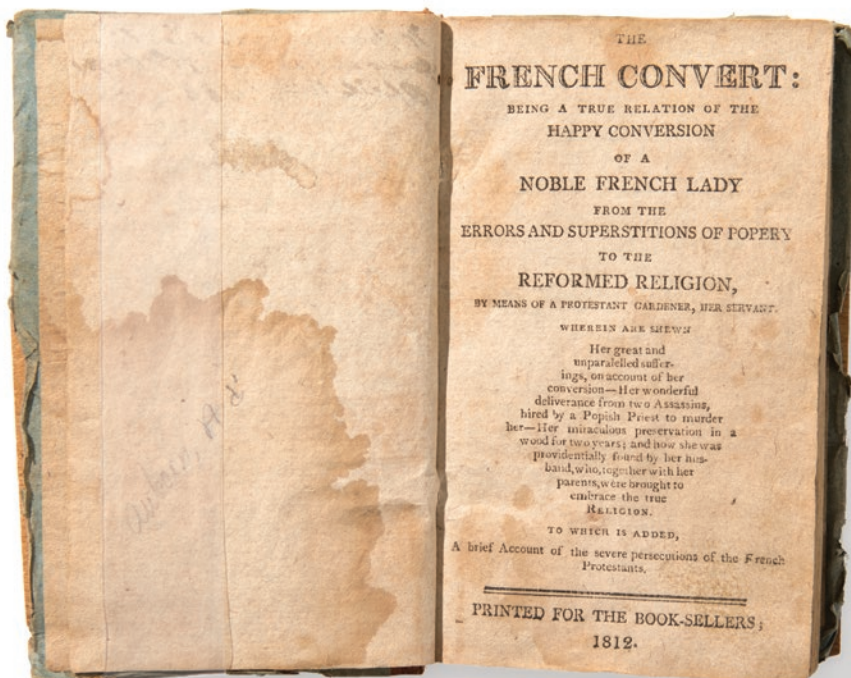 THE
FRENCH CONVERT:
BEING A TRUE RELATION OF THE
HAPPY CONVERSION
OF A
NOBLE FRENCH LADY
FROM THE
ERRORS AND SUPERSTITIONS OF POPERY
TO THE
REFORMED RELIGION,
BY MEANS OF A PROTESTANT GARDENER, HER SERVANT.
WHEREIN ARE SHEWN
Her great and
unparalelled suffer-
ings, on account of her
conversion—Her wonderful
deliverance from two Assassins,
hired by a Popish Priest to murder
her—Her miraculous preservation in a
wood for two years; and how she was
providentially found by her hus-
band, who, together with her
parents, were brought to
embrace the true
RELIGION.
TO WHICH IS ADDED,
A brief Account of the severe persecutions of the French
Protestants.
PRINTED FOR THE BOOK-SELLERS;
1812.